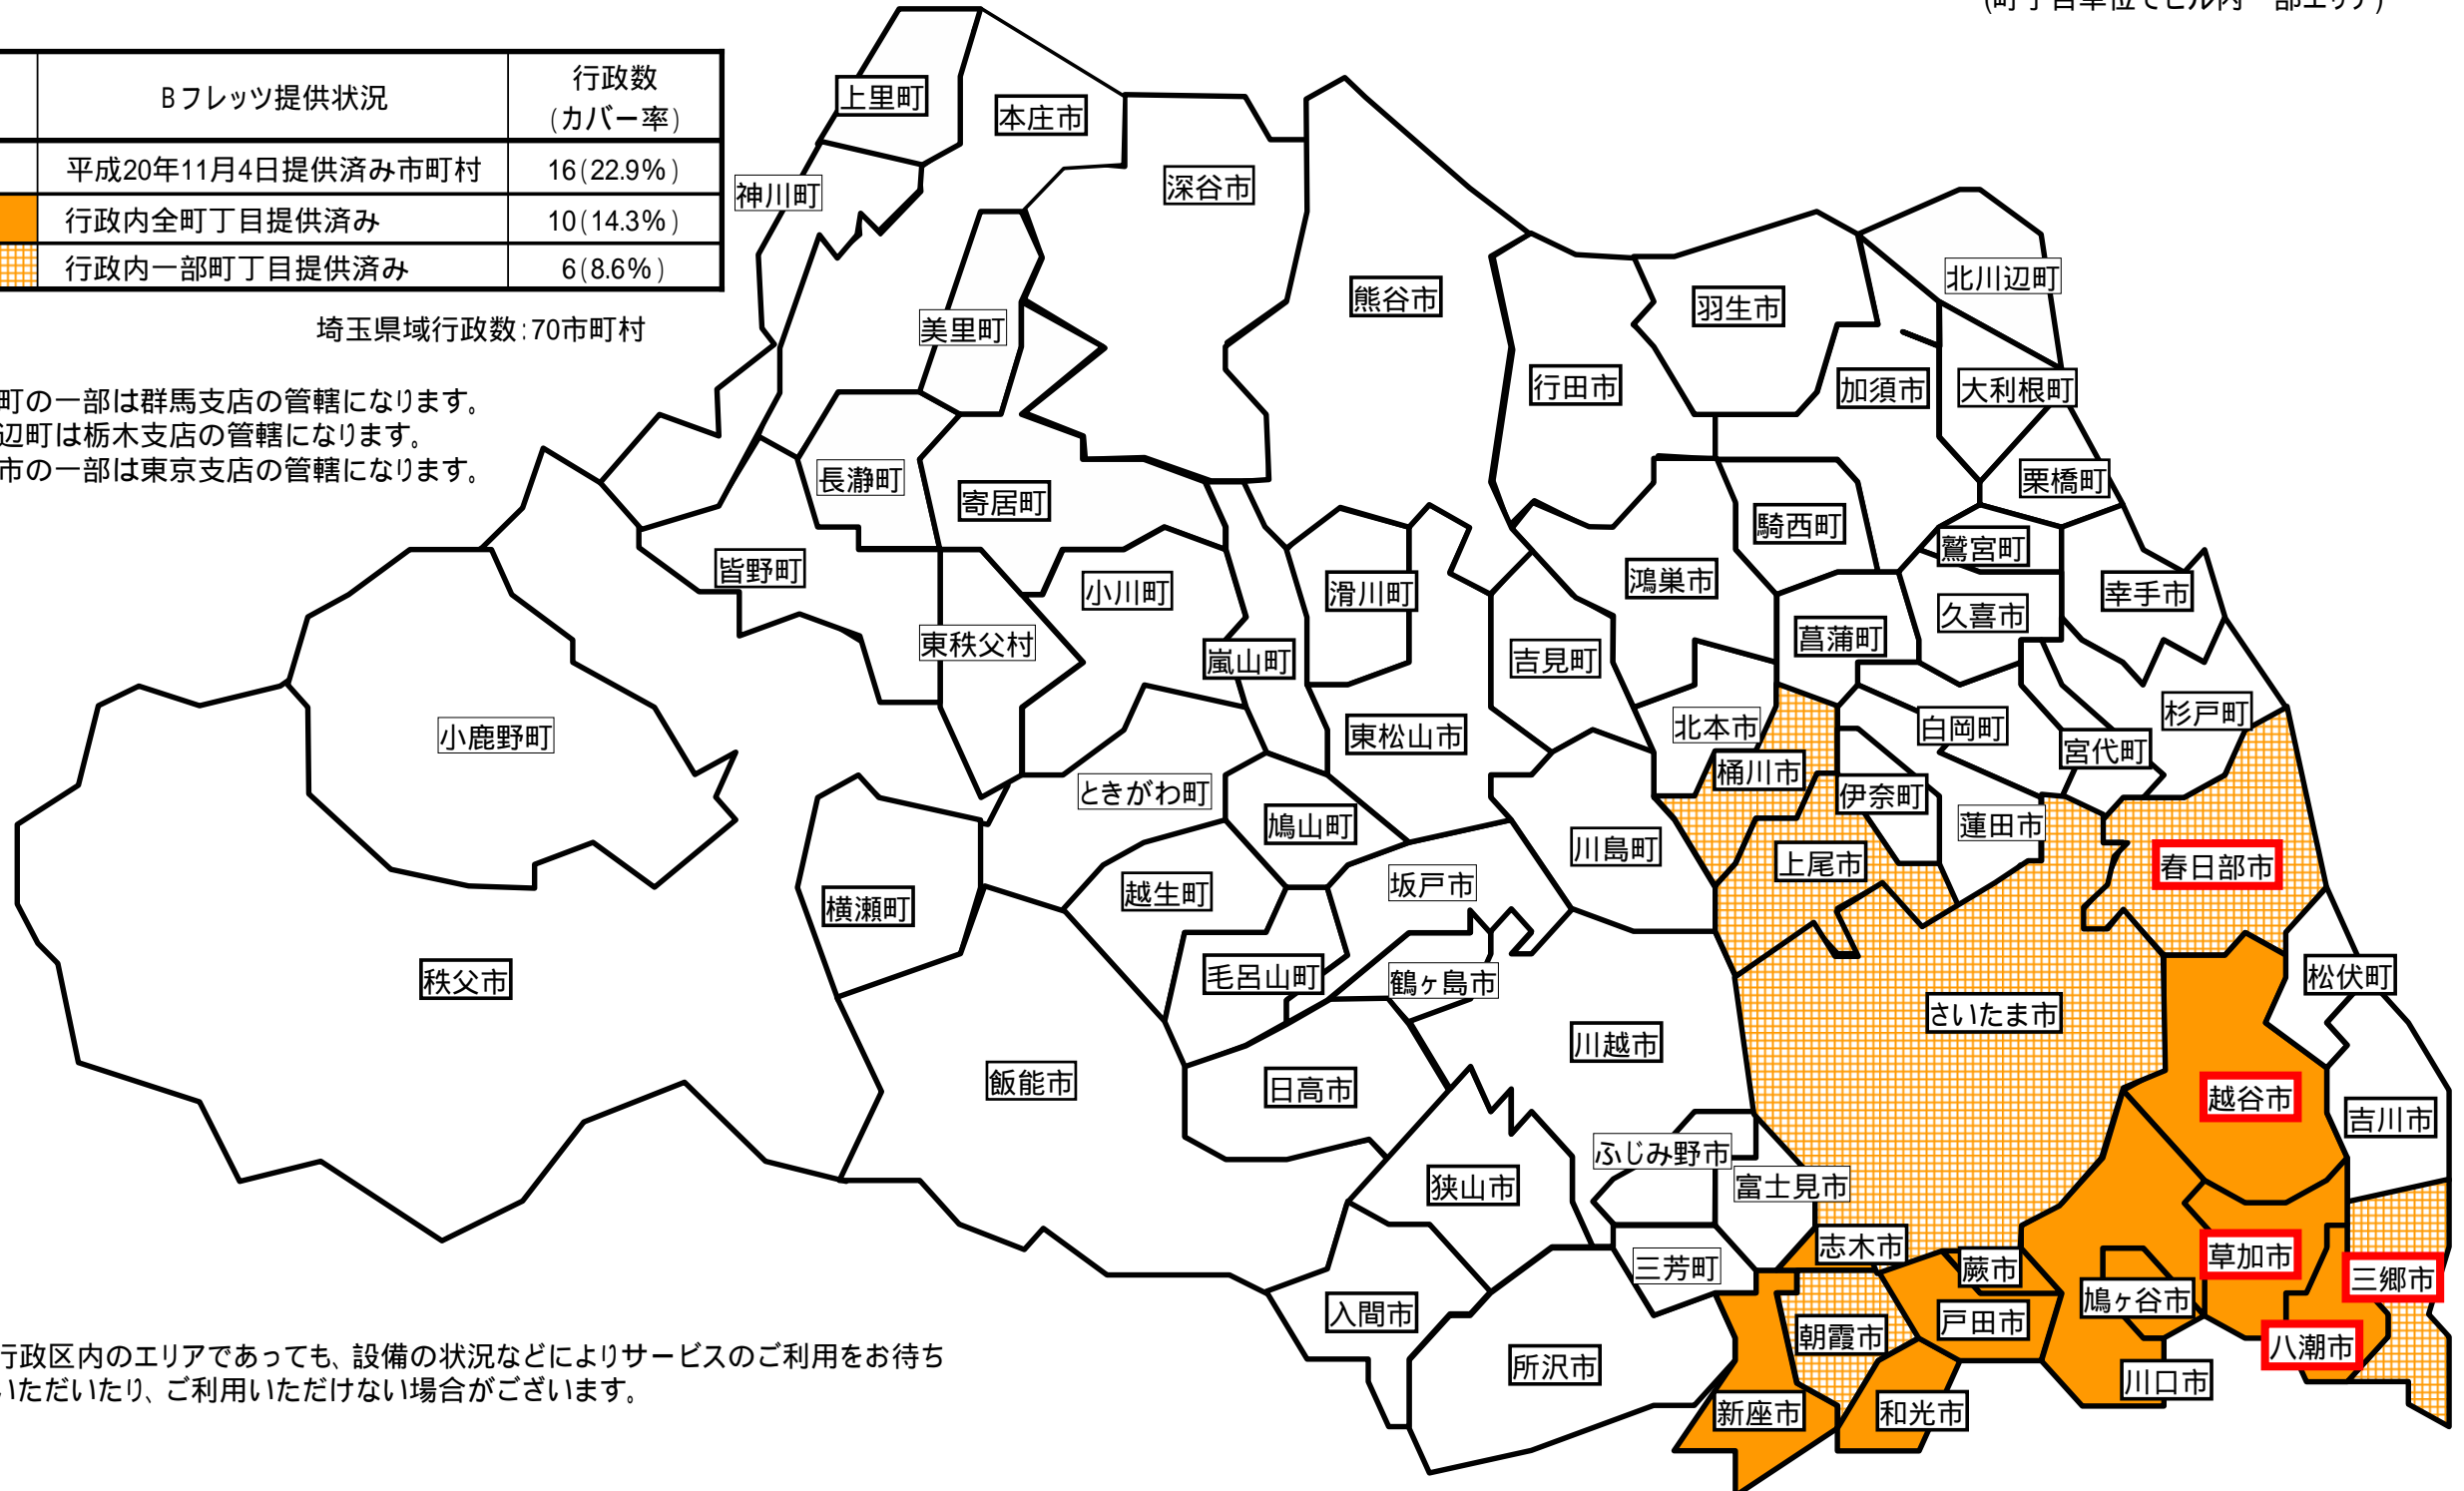 (町丁目単位でビル内一部エリア)
Bフレッツ提供状況
行政数
(カバー率)
平成20年11月4日提供済み市町村
16(22.9%)
行政内全町丁目提供済み
10(14.3%)
行政内一部町丁目提供済み
6(8.6%)
埼玉県域行政数:70市町村
町の一部は群馬支店の管轄になります。
辺町は栃木支店の管轄になります。
市の一部は東京支店の管轄になります。
上里町
本庄市
神川町
深谷市
美里町
熊谷市
羽生市
北川辺町
行田市
加須市
大利根町
長瀞町
寄居町
栗橋町
騎西町
鷲宮町
皆野町
小川町
滑川町
鴻巣市
幸手市
久喜市
東秩父村
嵐山町
吉見町
菖蒲町
小鹿野町
東松山市
北本市
白岡町
杉戸町
宮代町
桶川市
ときがわ町
伊奈町
鳩山町
川島町
蓮田市
上尾市
春日部市
横瀬町
越生町
坂戸市
秩父市
毛呂山町
鶴ヶ島市
松伏町
さいたま市
川越市
飯能市
日高市
越谷市
吉川市
ふじみ野市
狭山市
富士見市
三芳町
志木市
蕨市
草加市
三郷市
入間市
鳩ヶ谷市
戸田市
朝霞市
八潮市
所沢市
川口市
新座市
和光市
行政区内のエリアであっても、設備の状況などによりサービスのご利用をお待ち
いただいたり、ご利用いただけない場合がございます。